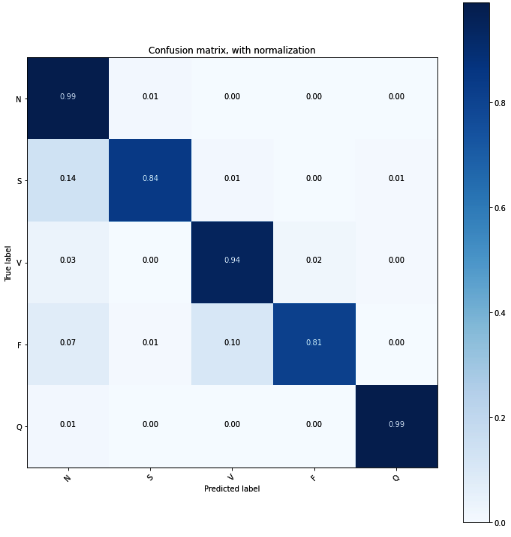 Confusion matrix, with normalization
N 0.99 0.01 0.00 0.00 0.00
S 0.14 0.84 0.01 0.00 0.01
V 0.03 0.00 0.94 0.02 0.00
F 0.07 0.01 0.10 0.81 0.00
Q 0.01 0.00 0.00 0.00 0.99
True label
N S V F Q
Predicted label
0.8
0.6
0.4
0.2
0.0